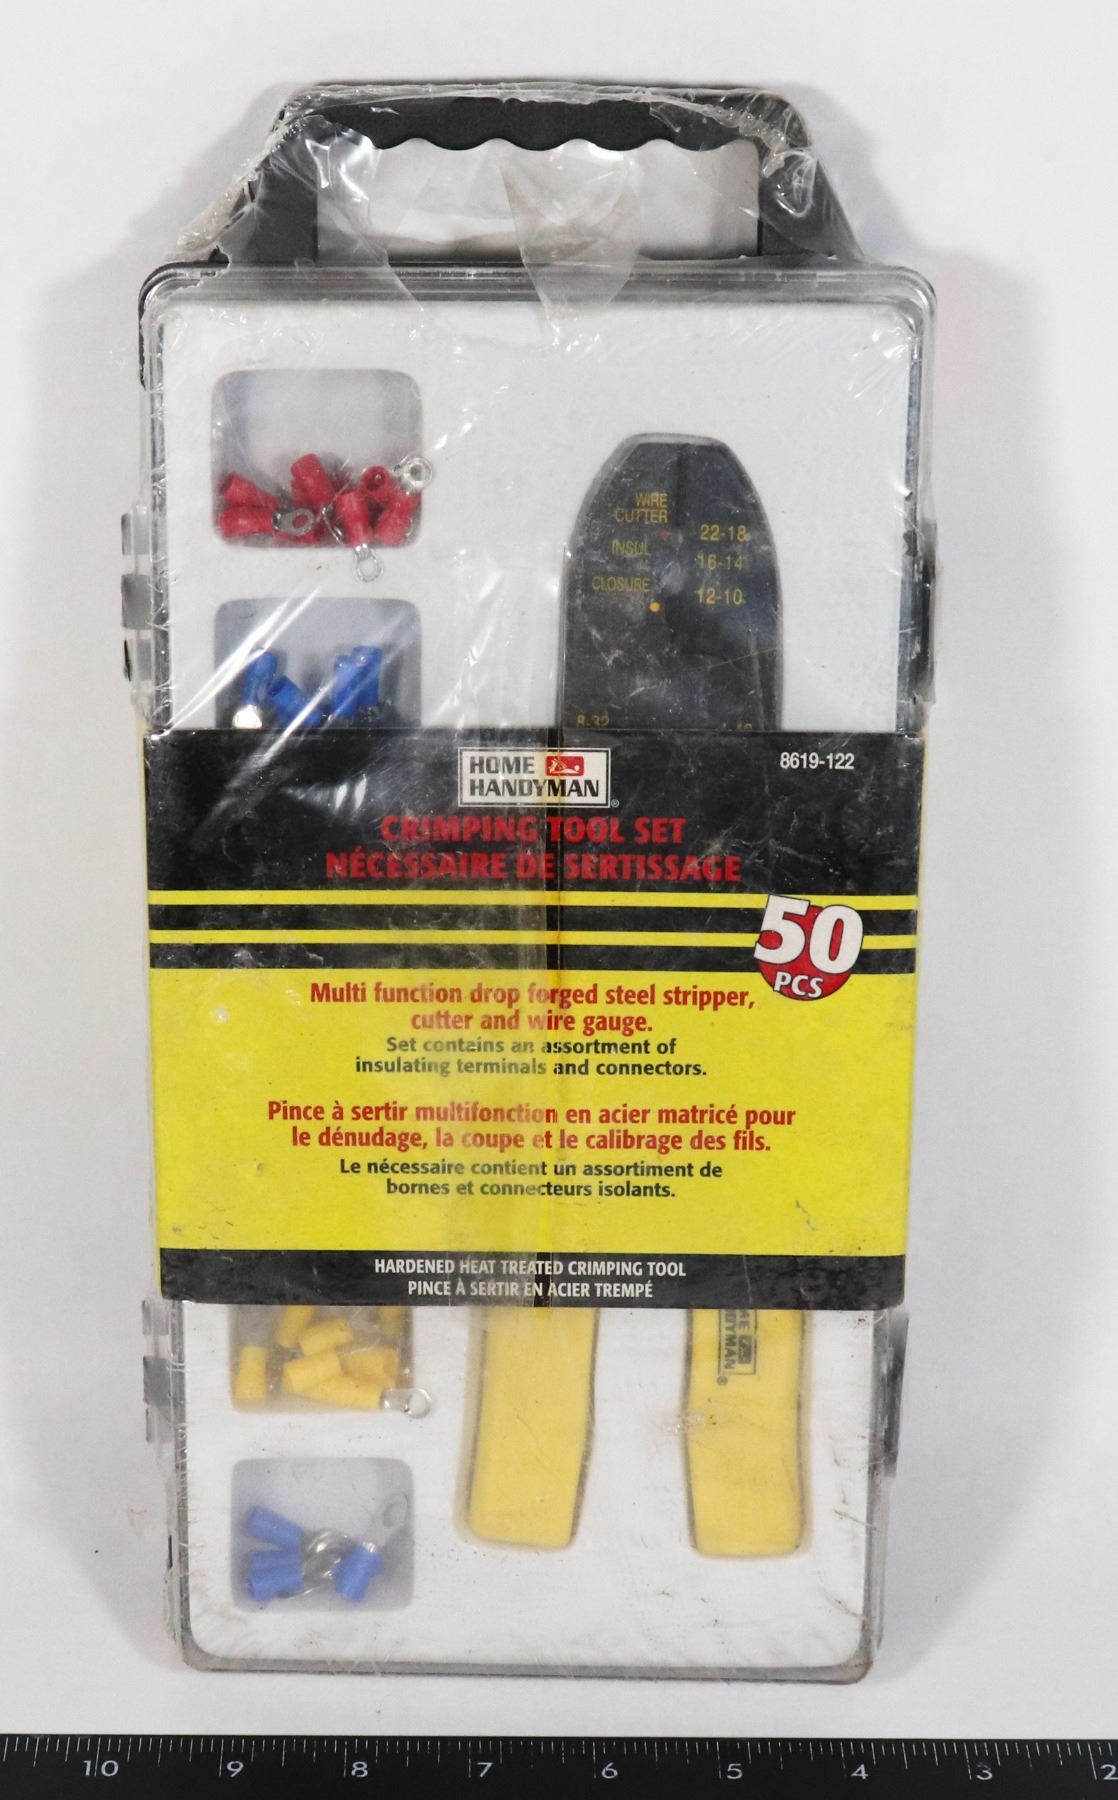 WIRE
CUTTER
22-18
INSUL
16-14
CLOSURE
12-10
8-32
HOME
HANDYMAN®
8619-122
CRIMPING TOOL SET
NÉCESSAIRE DE SERTISSAGE
50
PCS
Multi function drop forged steel stripper,
cutter and wire gauge.
Set contains an assortment of
insulating terminals and connectors.
Pince à sertir multifonction en acier matricé pour
le dénudage, la coupe et le calibrage des fils.
Le nécessaire contient un assortiment de
bornes et connecteurs isolants.
HARDENED HEAT TREATED CRIMPING TOOL
PINCE À SERTIR EN ACIER TREMPÉ
10 9 8 7 6 5 4 3 2